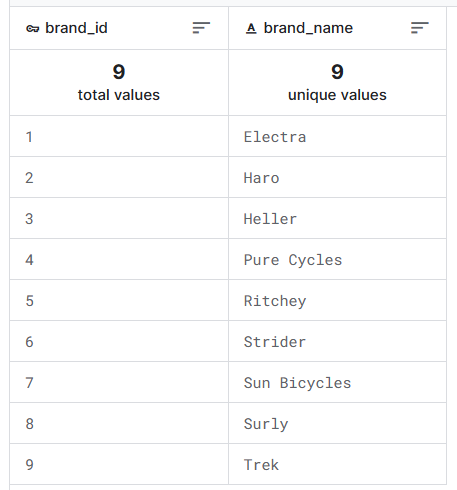 brand_id brand_name
9 9
total values unique values
1 Electra
2 Haro
3 Heller
4 Pure Cycles
5 Ritchey
6 Strider
7 Sun Bicycles
8 Surly
9 Trek